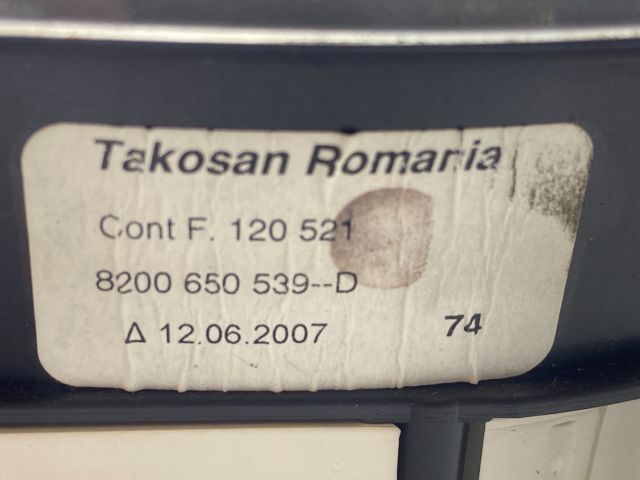 Takosan Romania
Cont F. 120 521
8200 650 539--D
Δ 12.06.2007 74